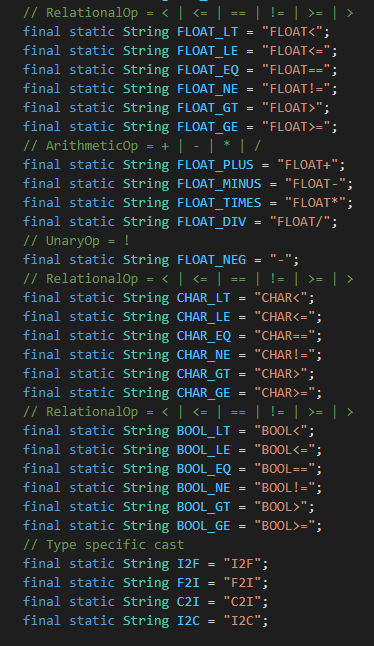 // RelationalOp = < | <= | == | != | >= | >
final static String FLOAT_LT = "FLOAT<";
final static String FLOAT_LE = "FLOAT<=";
final static String FLOAT_EQ = "FLOAT==";
final static String FLOAT_NE = "FLOAT!=";
final static String FLOAT_GT = "FLOAT>";
final static String FLOAT_GE = "FLOAT>=";
// ArithmeticOp = + | - | * | /
final static String FLOAT_PLUS = "FLOAT+";
final static String FLOAT_MINUS = "FLOAT-";
final static String FLOAT_TIMES = "FLOAT*";
final static String FLOAT_DIV = "FLOAT/";
// UnaryOp = !
final static String FLOAT_NEG = "-";
// RelationalOp = < | <= | == | != | >= | >
final static String CHAR_LT = "CHAR<";
final static String CHAR_LE = "CHAR<=";
final static String CHAR_EQ = "CHAR==";
final static String CHAR_NE = "CHAR!=";
final static String CHAR_GT = "CHAR>";
final static String CHAR_GE = "CHAR>=";
// RelationalOp = < | <= | == | != | >= | >
final static String BOOL_LT = "BOOL<";
final static String BOOL_LE = "BOOL<=";
final static String BOOL_EQ = "BOOL==";
final static String BOOL_NE = "BOOL!=";
final static String BOOL_GT = "BOOL>";
final static String BOOL_GE = "BOOL>=";
// Type specific cast
final static String I2F = "I2F";
final static String F2I = "F2I";
final static String C2I = "C2I";
final static String I2C = "I2C";